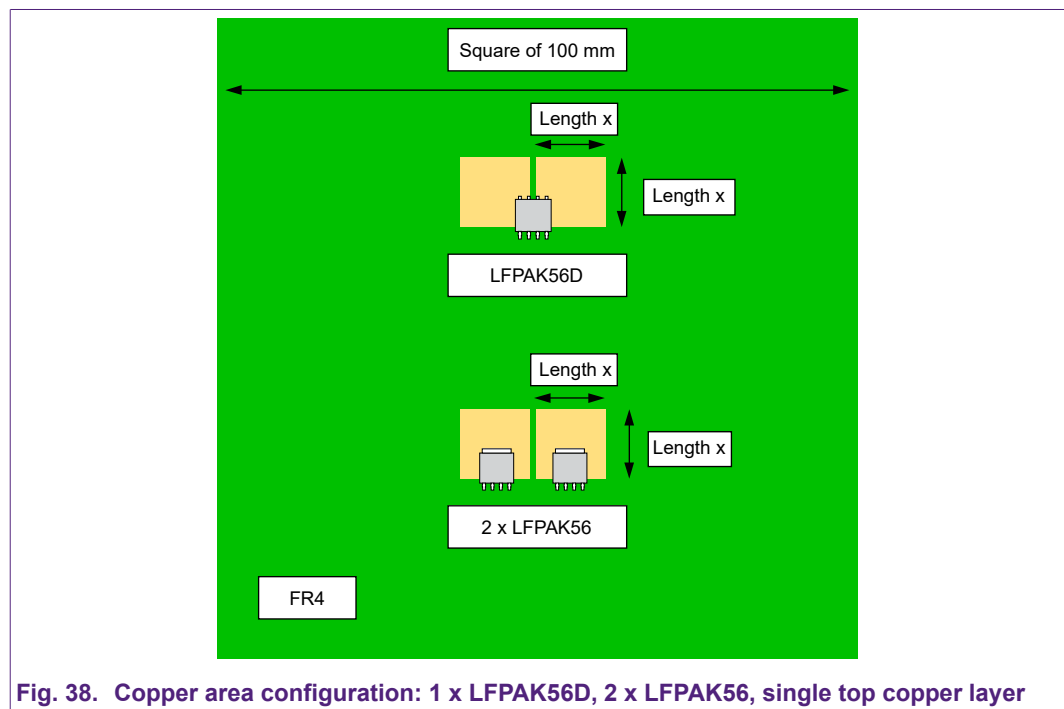 Square of 100 mm
Length x
Length x
LFPAK56D
Length x
Length x
2 x LFPAK56
FR4
Fig. 38. Copper area configuration: 1 x LFPAK56D, 2 x LFPAK56, single top copper layer